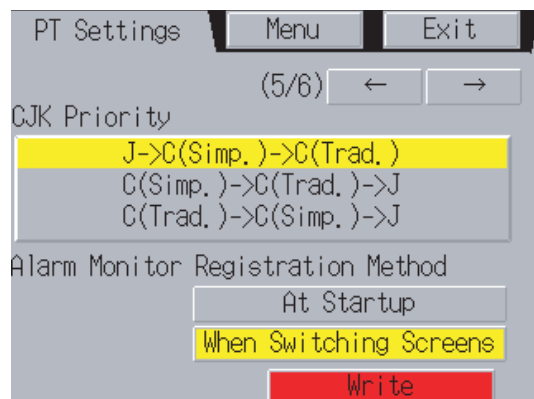 PT Settings Menu Exit
(5/6) ← →
CJK Priority
J->C(Simp.)->C(Trad.)
C(Simp.)->C(Trad.)->J
C(Trad.)->C(Simp.)->J
Alarm Monitor Registration Method
At Startup
When Switching Screens
Write